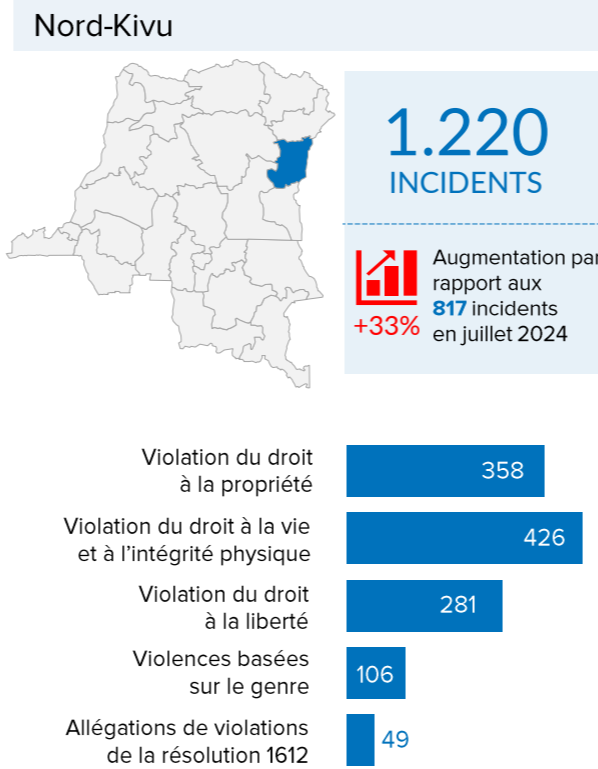 Nord-Kivu
1.220
INCIDENTS
Augmentation par
rapport aux
817 incidents
en juillet 2024
+33%
Violation du droit
à la propriété
358
Violation du droit à la vie
et à l’intégrité physique
426
Violation du droit
à la liberté
281
Violences basées
sur le genre
106
Allégations de violations
de la résolution 1612
49